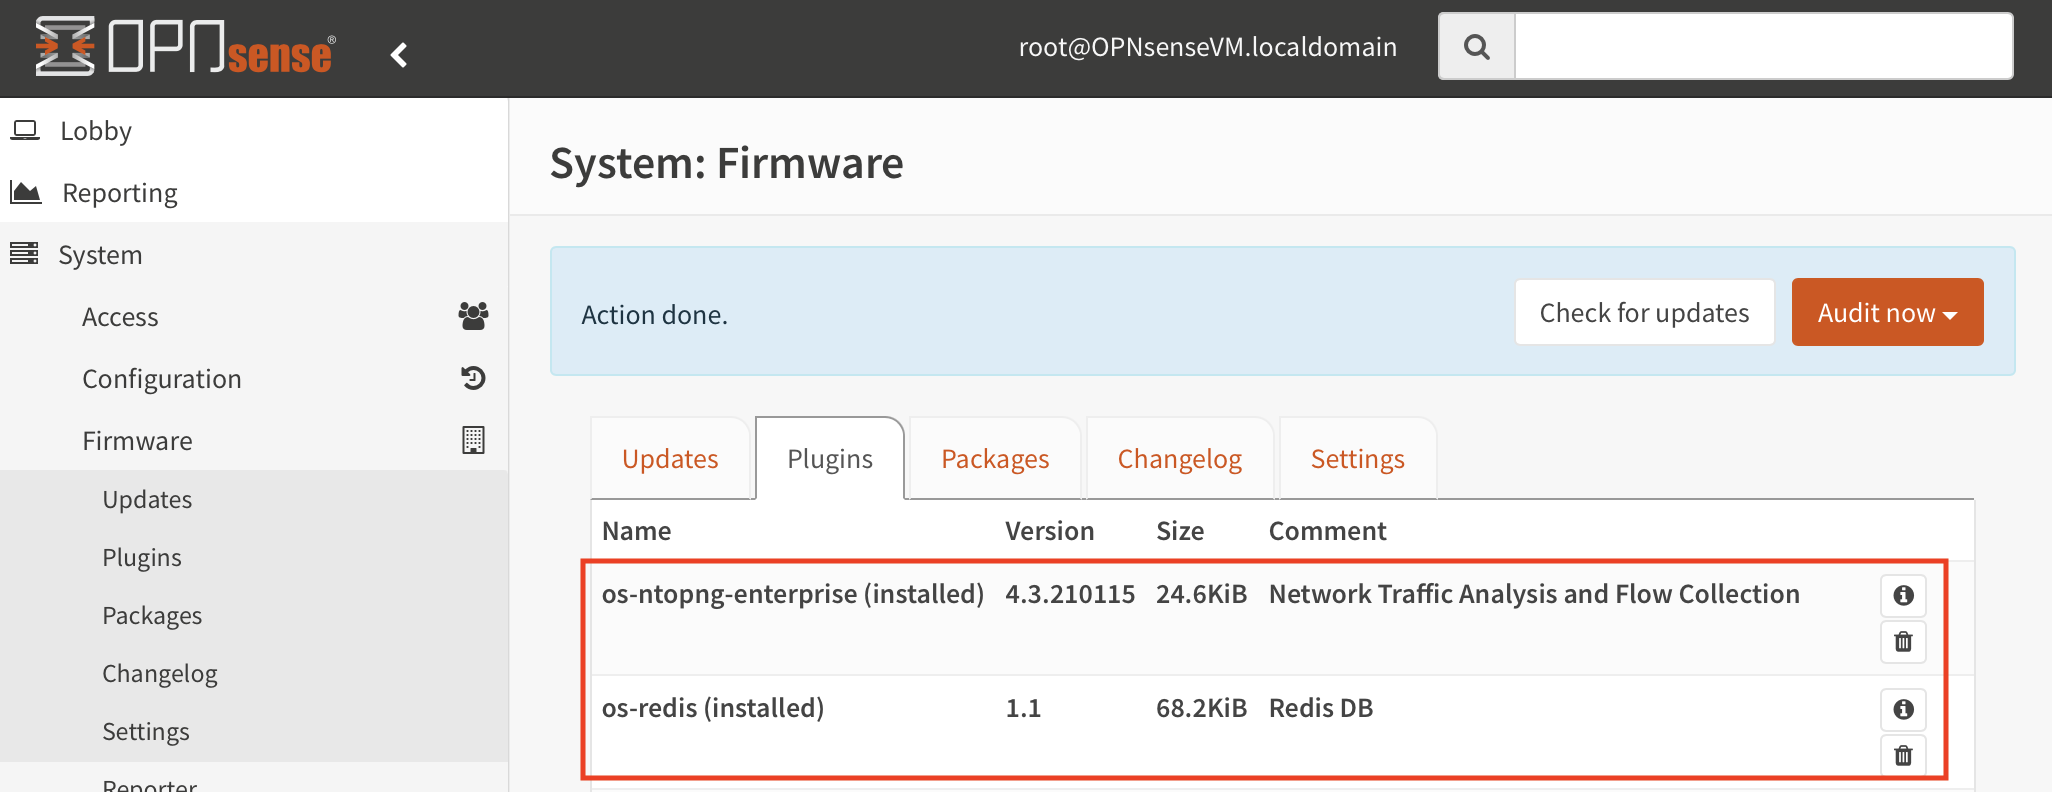 OPNsense®
root@OPNsenseVM.localdomain
Lobby
Reporting
System
Access
Configuration
Firmware
Updates
Plugins
Packages
Changelog
Settings
Reporter
System: Firmware
Action done.
Check for updates
Audit now
Updates Plugins Packages Changelog Settings
Name Version Size Comment
os-ntopng-enterprise (installed) 4.3.210115 24.6KiB Network Traffic Analysis and Flow Collection
os-redis (installed) 1.1 68.2KiB Redis DB